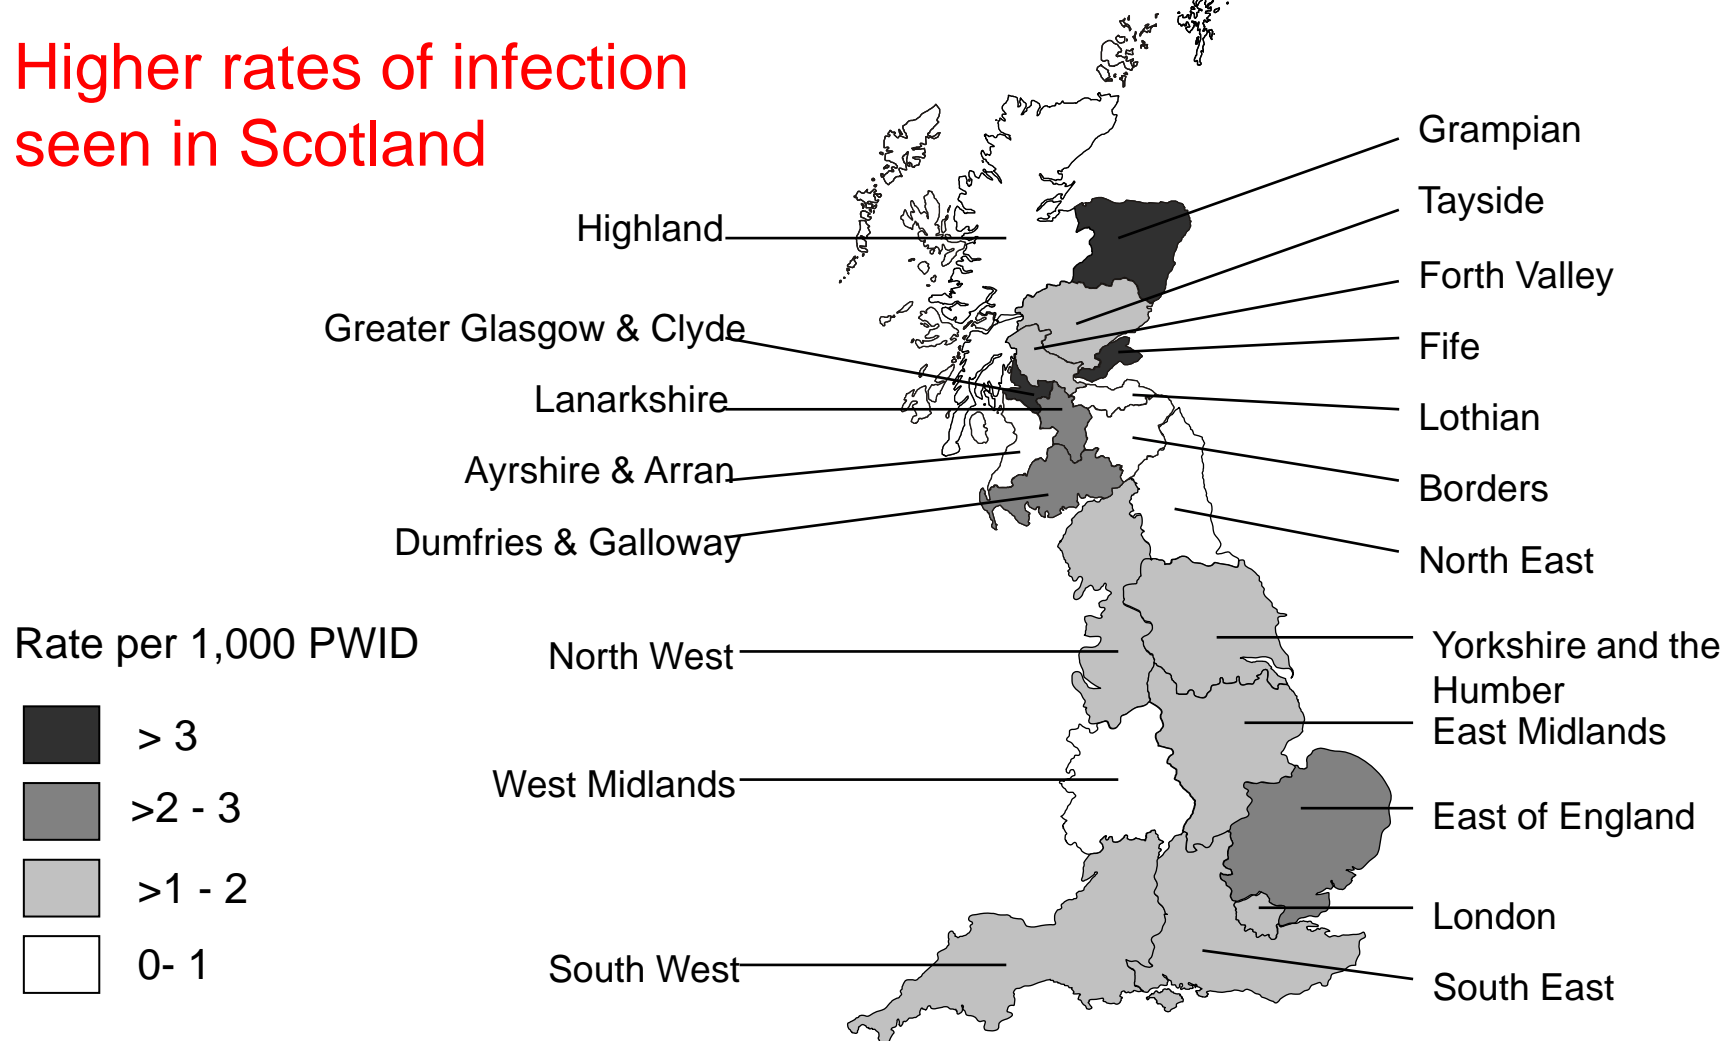 Higher rates of infection
seen in Scotland
Grampian
Tayside
Highland
Forth Valley
Greater Glasgow & Clyde
Fife
Lanarkshire
Lothian
Ayrshire & Arran
Borders
Dumfries & Galloway
North East
Rate per 1,000 PWID
North West
Yorkshire and the
Humber
> 3
East Midlands
West Midlands
>2 - 3
East of England
>1 - 2
London
0- 1
South West
South East